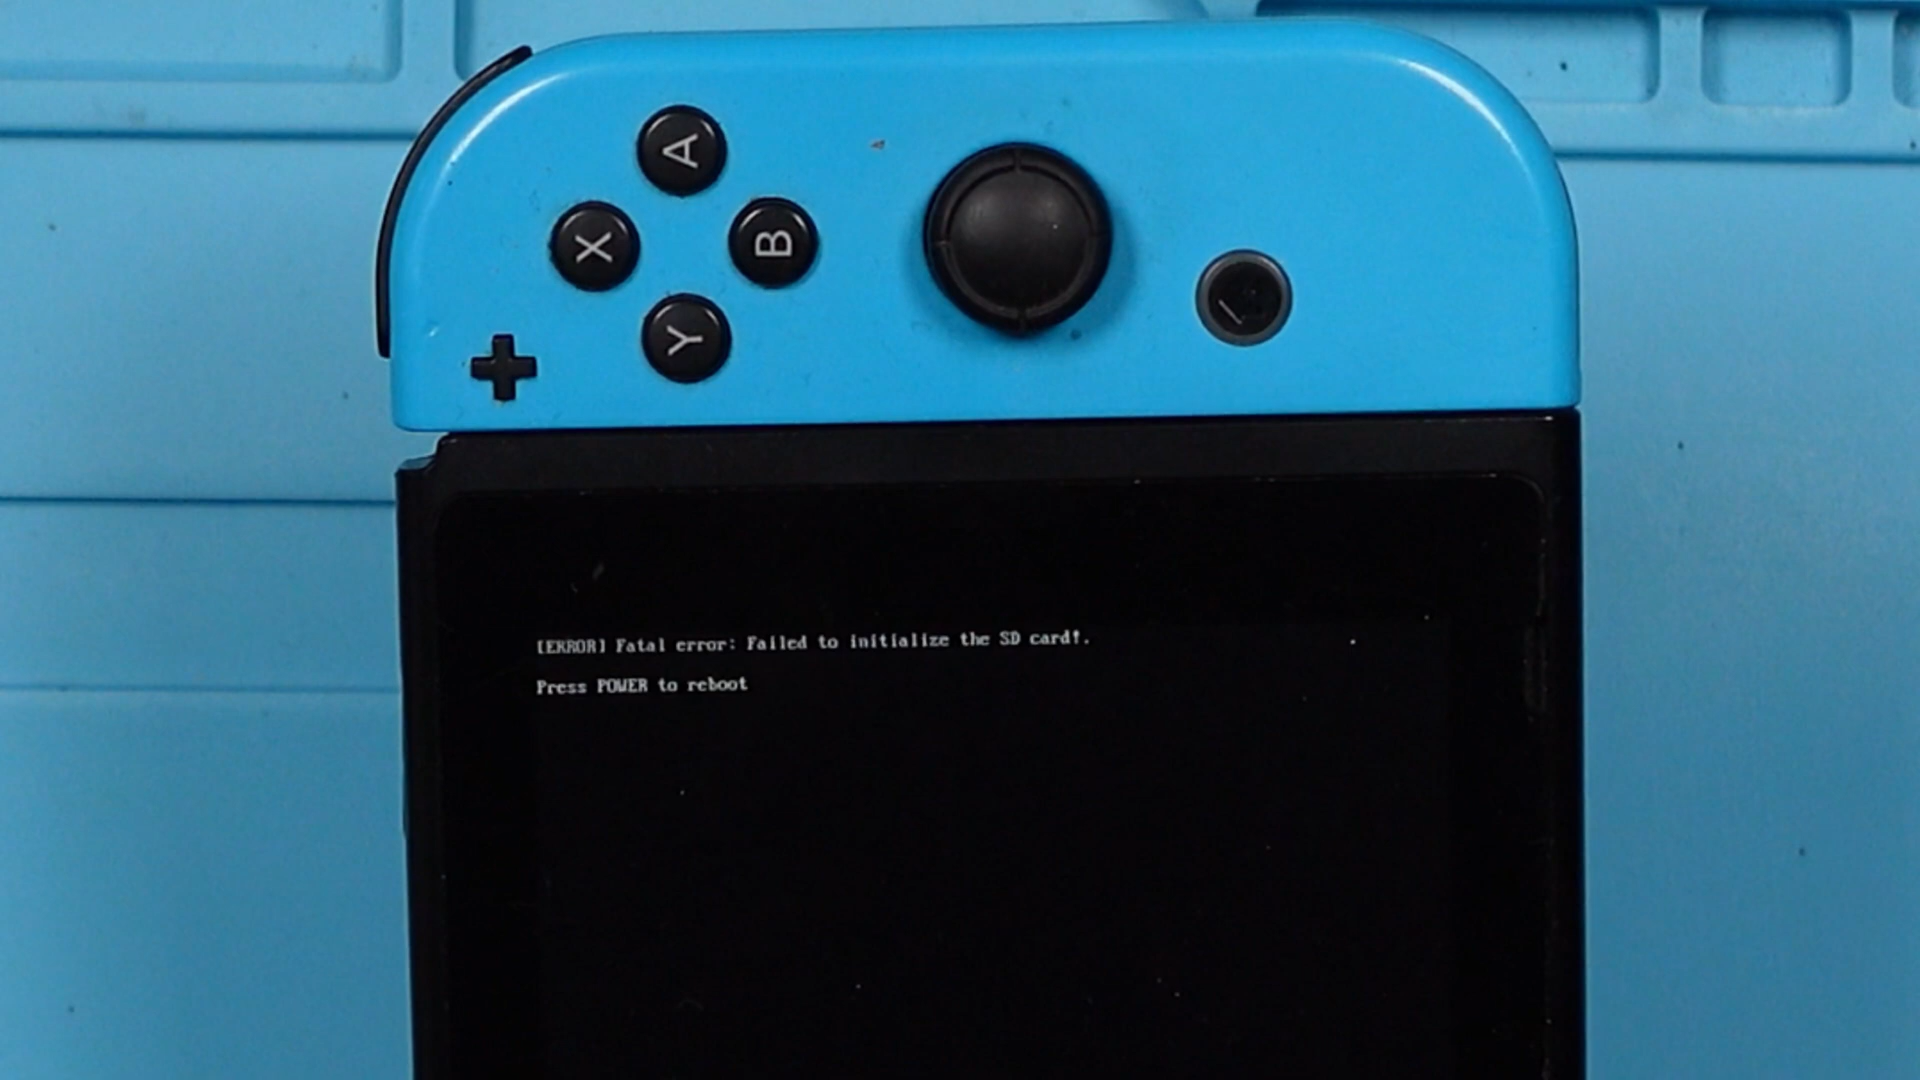 A
X
B
Y
[ERROR] Fatal error: Failed to initialize the SD card!.
Press POWER to reboot